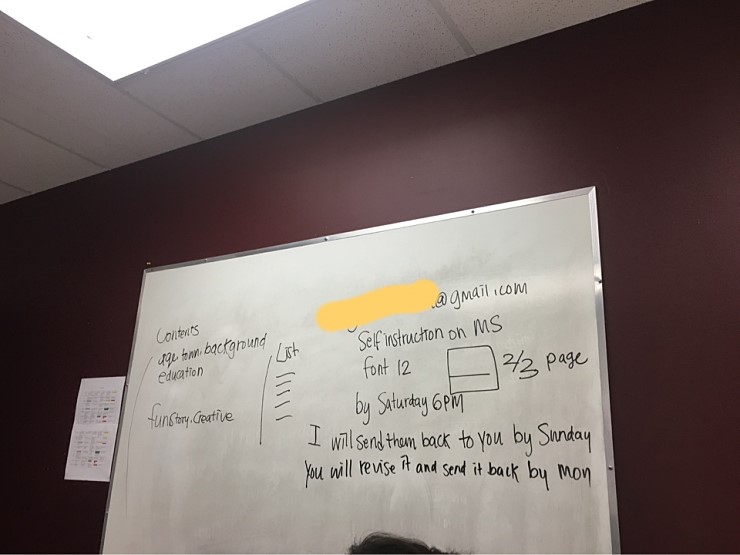 @gmail.com
Self instruction on MS
font 12
2/3 page
by Saturday 6PM
I will send them back to you by Sunday
You will revise it and send it back by mon
Contents
age town. background
education
funstory. Creative
List